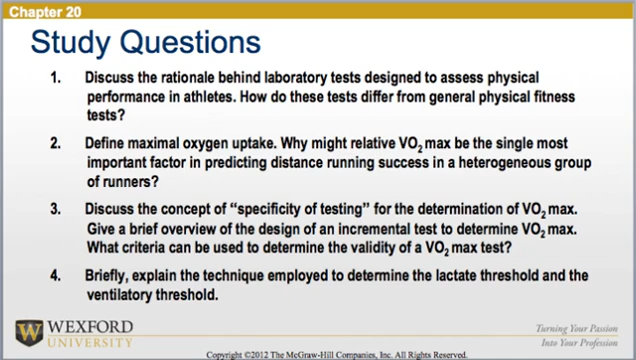 Chapter 20
Study Questions
1. Discuss the rationale behind laboratory tests designed to assess physical
performance in athletes. How do these tests differ from general physical fitness
tests?
2. Define maximal oxygen uptake. Why might relative VO2 max be the single most
important factor in predicting distance running success in a heterogeneous group
of runners?
3. Discuss the concept of “specificity of testing” for the determination of VO2 max.
Give a brief overview of the design of an incremental test to determine VO2 max.
What criteria can be used to determine the validity of a VO2 max test?
4. Briefly, explain the technique employed to determine the lactate threshold and the
ventilatory threshold.
W WEXFORD
UNIVERSITY
Turning Your Passion
Into Your Profession
Copyright ©2012 The McGraw-Hill Companies, Inc. All Rights Reserved.